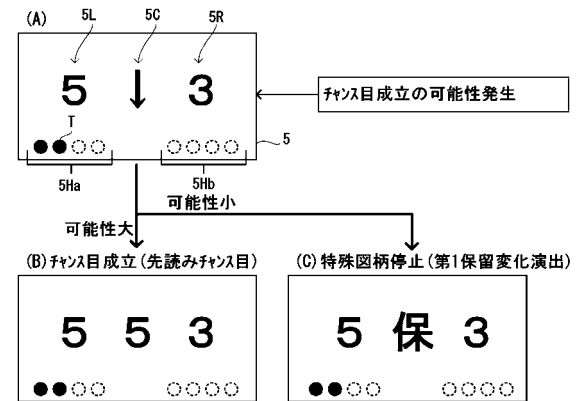 (A)
5L 5C 5R
5 ↓ 3
チャンス目成立の可能性発生
T
5
5Ha 5Hb
可能性小
可能性大
(B)チャンス目成立(先読みチャンス目)
(C)特殊図柄停止(第1保留変化演出)
5 5 3
5 保 3